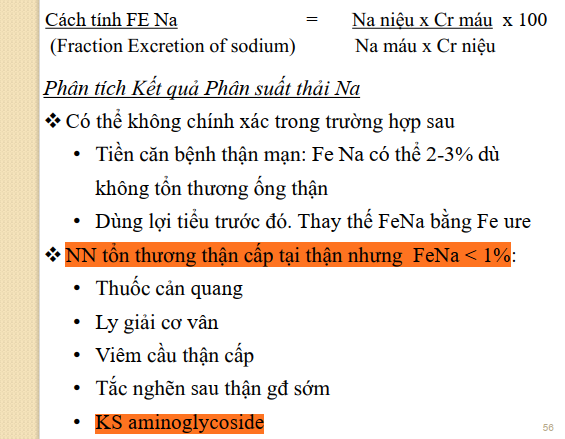 Cách tính FE Na = Na niệu x Cr máu x 100
(Fraction Excretion of sodium) Na máu x Cr niệu
Phân tích Kết quả Phân suất thải Na
❖ Có thể không chính xác trong trường hợp sau
• Tiền căn bệnh thận mạn: Fe Na có thể 2-3% dù
không tổn thương ống thận
• Dùng lợi tiểu trước đó. Thay thế FeNa bằng Fe ure
❖ NN tổn thương thận cấp tại thận nhưng FeNa < 1%:
• Thuốc cản quang
• Ly giải cơ vân
• Viêm cầu thận cấp
• Tắc nghẽn sau thận gđ sớm
• KS aminoglycoside
56